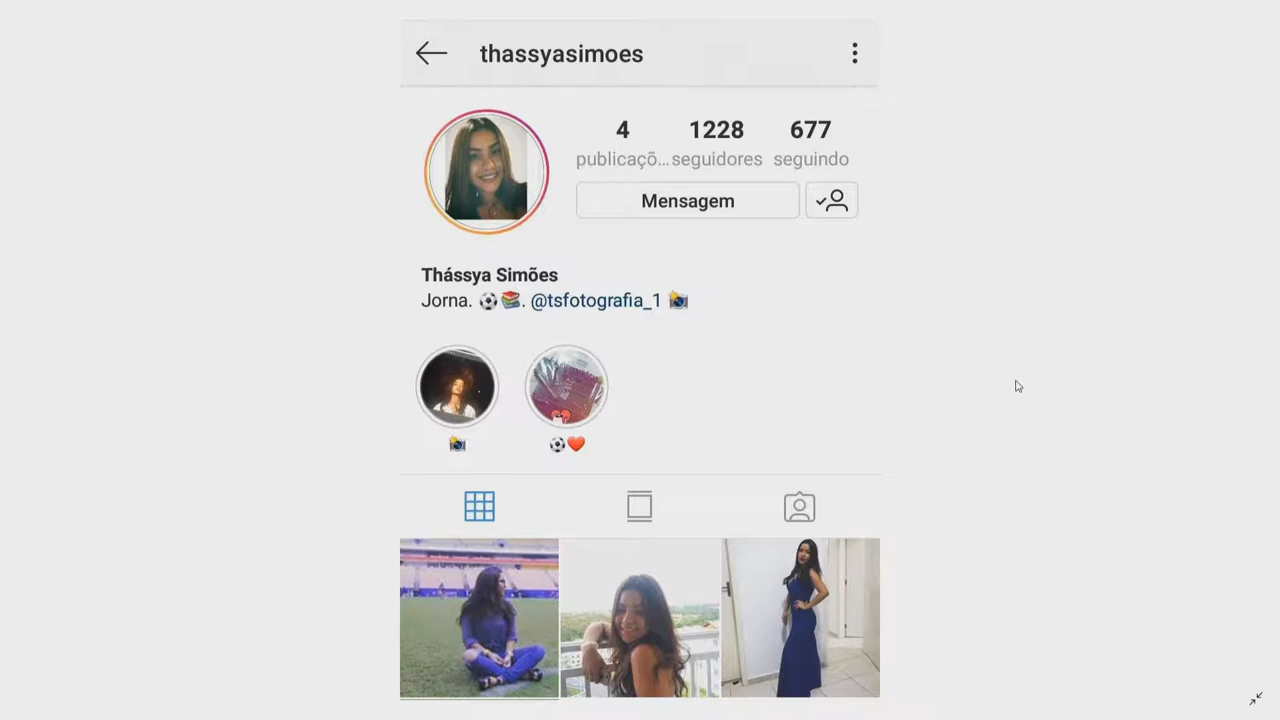 thassyasimoes
4 1228 677
publicaçõ... seguidores seguindo
Mensagem
Thássya Simões
Jorna. ⚽📚. @tsfotografia_1 📸
📸 ⚽❤️